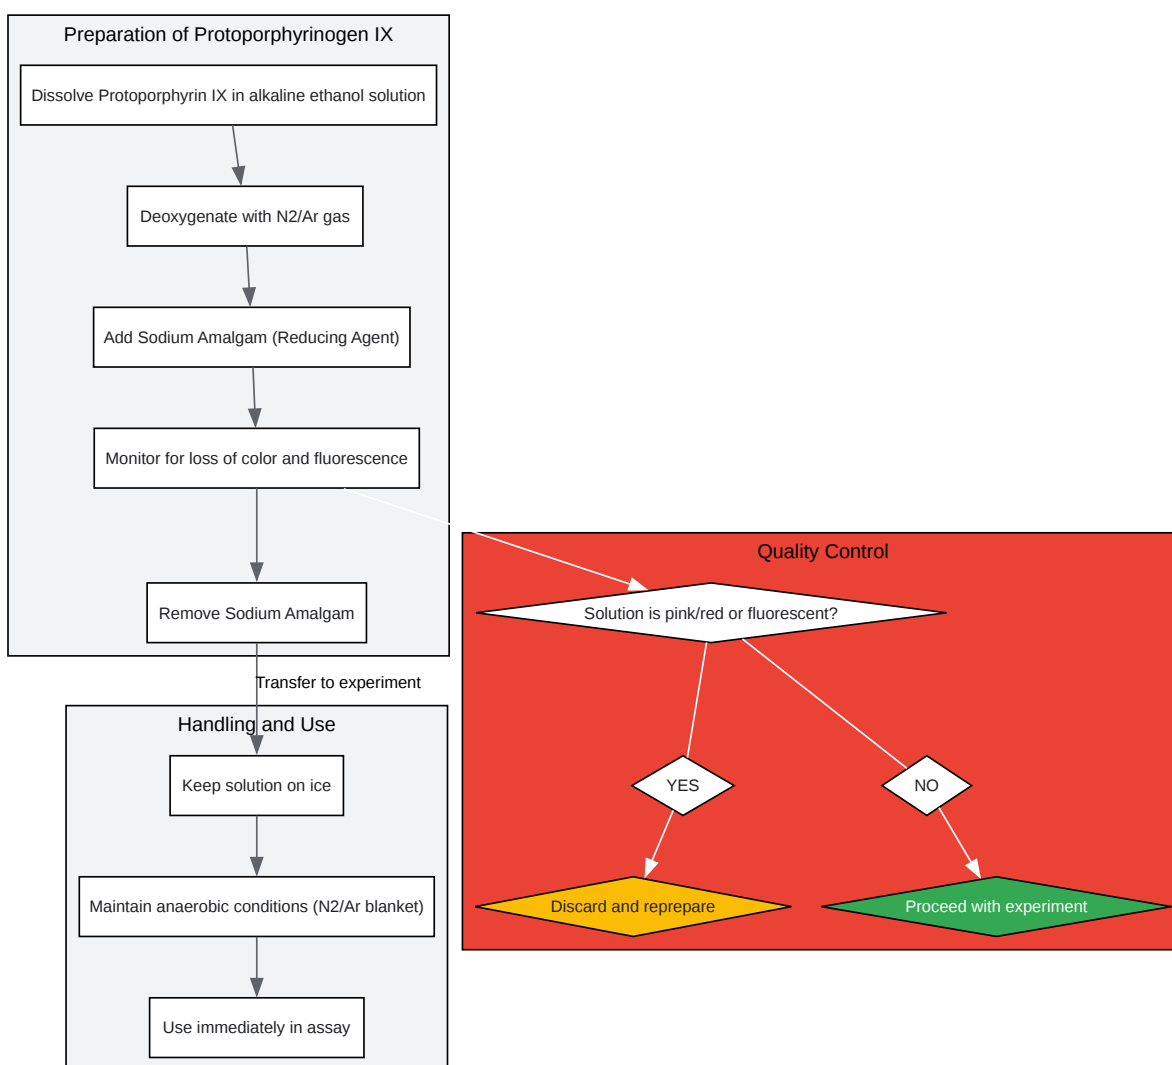 Preparation of Protoporphyrinogen IX
Dissolve Protoporphyrin IX in alkaline ethanol solution
Deoxygenate with N2/Ar gas
Add Sodium Amalgam (Reducing Agent)
Monitor for loss of color and fluorescence
Remove Sodium Amalgam
Transfer to experiment
Handling and Use
Keep solution on ice
Maintain anaerobic conditions (N2/Ar blanket)
Use immediately in assay
Quality Control
Solution is pink/red or fluorescent?
YES
NO
Discard and reprepare
Proceed with experiment